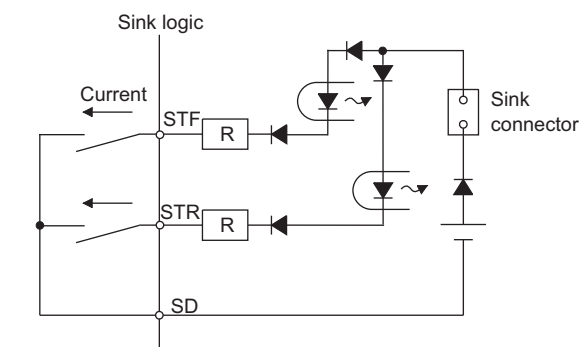 Sink logic
Current
STF
R
Sink
connector
STR
R
SD